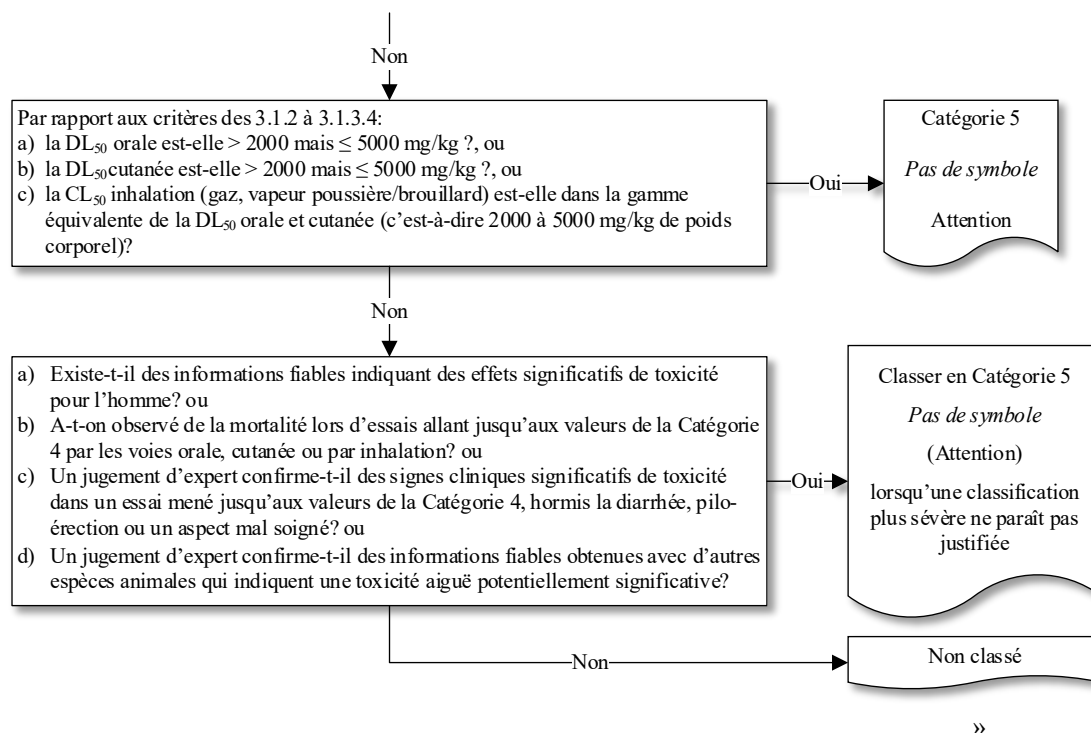 Non
Par rapport aux critères des 3.1.2 à 3.1.3.4:
a) la DL50 orale est-elle > 2000 mais ≤ 5000 mg/kg ?, ou
b) la DL50 cutanée est-elle > 2000 mais ≤ 5000 mg/kg ?, ou
c) la CL50 inhalation (gaz, vapeur poussière/brouillard) est-elle dans la gamme
équivalente de la DL50 orale et cutanée (c’est-à-dire 2000 à 5000 mg/kg de poids
corporel)?
Oui
Catégorie 5
Pas de symbole
Attention
Non
a) Existe-t-il des informations fiables indiquant des effets significatifs de toxicité
pour l’homme? ou
b) A-t-on observé de la mortalité lors d’essais allant jusqu’aux valeurs de la Catégorie
4 par les voies orale, cutanée ou par inhalation? ou
c) Un jugement d’expert confirme-t-il des signes cliniques significatifs de toxicité
dans un essai mené jusqu’aux valeurs de la Catégorie 4, hormis la diarrhée, pilo-
érection ou un aspect mal soigné? ou
d) Un jugement d’expert confirme-t-il des informations fiables obtenues avec d’autres
espèces animales qui indiquent une toxicité aiguë potentiellement significative?
Oui
Classer en Catégorie 5
Pas de symbole
(Attention)
lorsqu’une classification
plus sévère ne paraît pas
justifiée
Non
Non classé
»